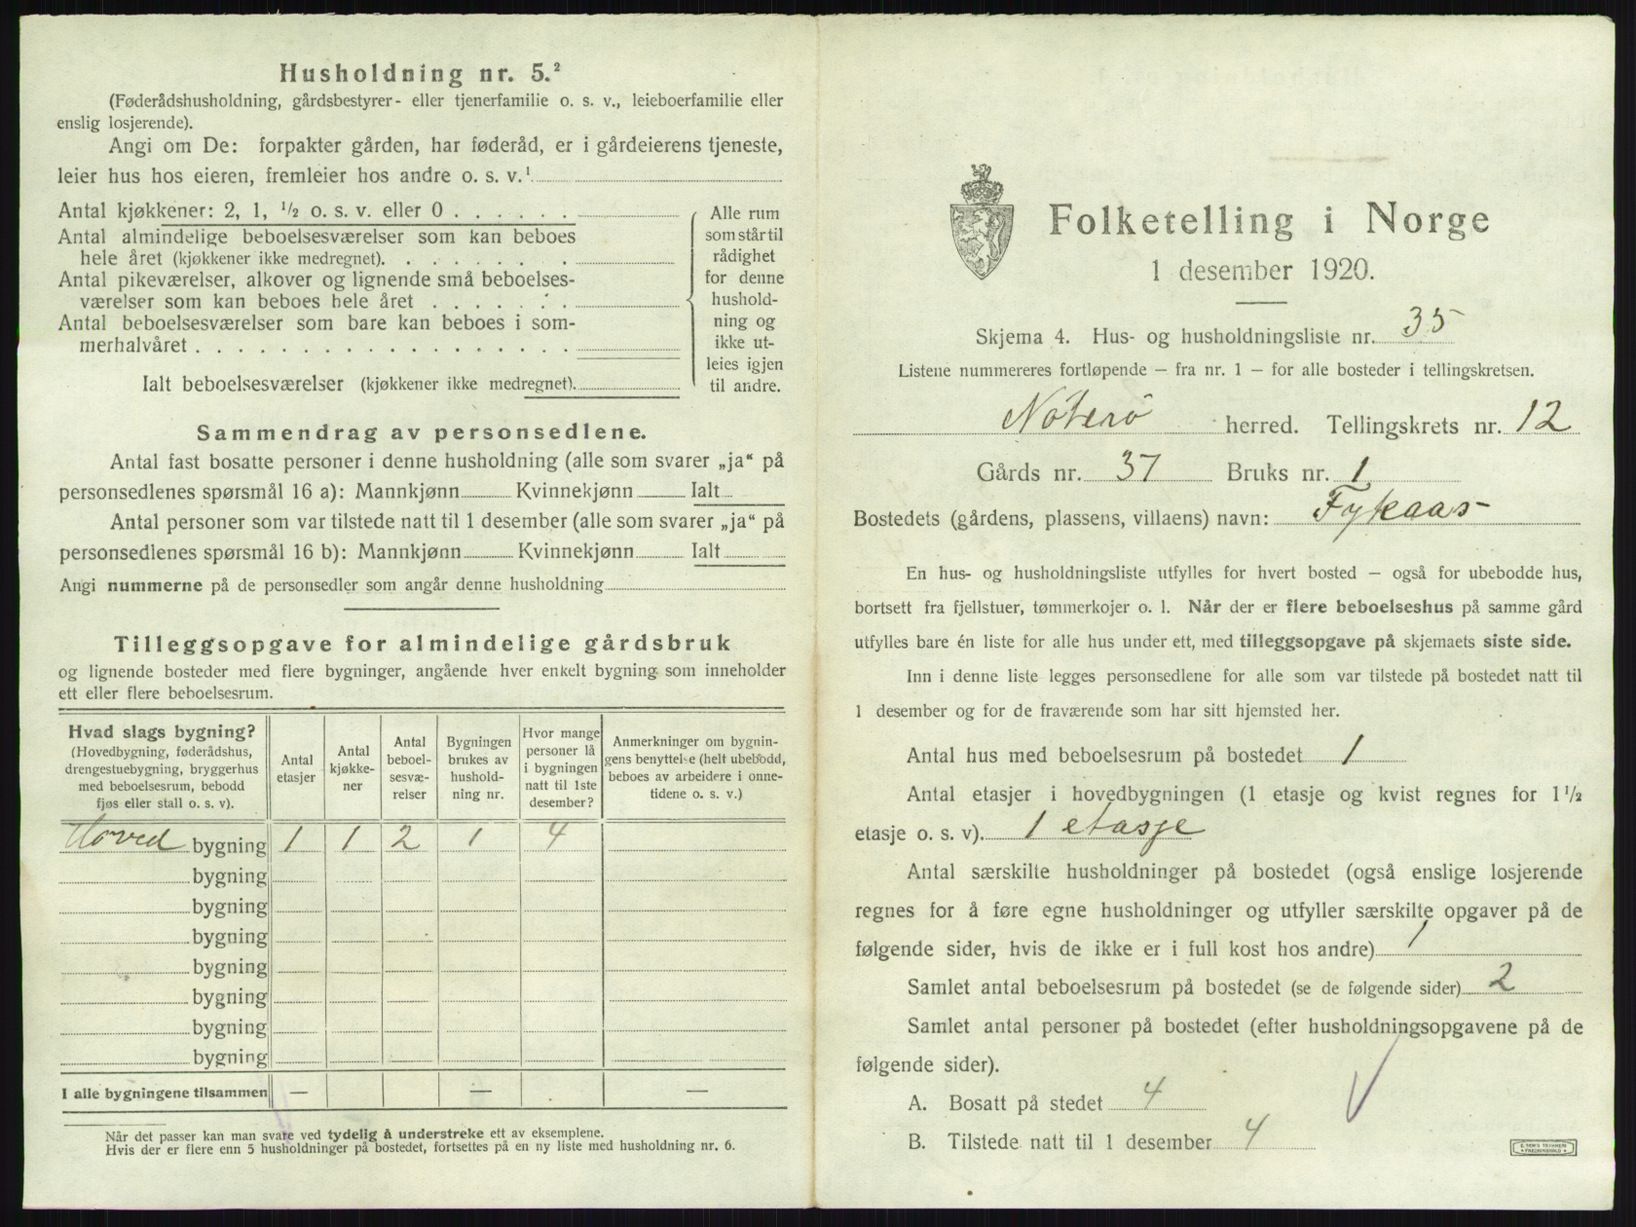 Husholdning nr. 5.²
(Føderådshusholdning, gårdsbestyrer- eller tjenerfamilie o. s. v., leieboerfamilie eller
enslig losjerende).
Angi om De: forpakter gården, har føderåd, er i gårdeierens tjeneste,
leier hus hos eieren, fremleier hos andre o. s. v.¹
Antal kjøkkener: 2, 1, ½ o. s. v. eller 0 . . . . . .
Antal almindelige beboelsesværelser som kan beboes
hele året (kjøkkener ikke medregnet). . . . . . . .
Antal pikeværelser, alkover og lignende små beboelses-
værelser som kan beboes hele året . . . . . . .
Antal beboelsesværelser som bare kan beboes i som-
merhalvåret . . . . . . . . . . . . . . . . . . .
Ialt beboelsesværelser (kjøkkener ikke medregnet).
Alle rum
som står til
rådighet
for denne
hushold-
ning og
ikke ut-
leies igjen
til andre.
Sammendrag av personsedlene.
Antal fast bosatte personer i denne husholdning (alle som svarer „ja“ på
personsedlenes spørsmål 16 a): Mannkjønn Kvinnekjønn Ialt
Antal personer som var tilstede natt til 1 desember (alle som svarer „ja“ på
personsedlenes spørsmål 16 b): Mannkjønn Kvinnekjønn Ialt
Angi nummerne på de personsedler som angår denne husholdning
Tilleggsopgave for almindelige gårdsbruk
og lignende bosteder med flere bygninger, angående hver enkelt bygning som inneholder
ett eller flere beboelsesrum.
Hvad slags bygning?
(Hovedbygning, føderådshus,
drengestuebygning, bryggerhus
med beboelsesrum, bebodd
fjøs eller stall o. s. v).
Antal
etasjer
Antal
kjøkke-
ner
Antal
beboel-
sesvæ-
relser
Bygningen
brukes av
hushold-
ning nr.
Hvor mange
personer lå
i bygningen
natt til 1ste
desember?
Anmerkninger om bygnin-
gens benyttelse (helt ubebodd,
beboes av arbeidere i onne-
tidene o. s. v.)
Hoved bygning 1 1 2 1 4
bygning
bygning
bygning
bygning
bygning
bygning
bygning
I alle bygningene tilsammen — — —
Når det passer kan man svare ved tydelig å understreke ett av eksemplene.
Hvis der er flere enn 5 husholdninger på bostedet, fortsettes på en ny liste med husholdning nr. 6.
Folketelling i Norge
1 desember 1920.
Skjema 4. Hus- og husholdningsliste nr. 35
Listene nummereres fortløpende — fra nr. 1 — for alle bosteder i tellingskretsen.
Nøterø herred. Tellingskrets nr. 12
Gårds nr. 37 Bruks nr. 1
Bostedets (gårdens, plassens, villaens) navn: Fykaas
En hus- og husholdningsliste utfylles for hvert bosted — også for ubebodde hus,
bortsett fra fjellstuer, tømmerkojer o. l. Når der er flere beboelseshus på samme gård
utfylles bare én liste for alle hus under ett, med tilleggsopgave på skjemaets siste side.
Inn i denne liste legges personsedlene for alle som var tilstede på bostedet natt til
1 desember og for de fraværende som har sitt hjemsted her.
Antal hus med beboelsesrum på bostedet 1
Antal etasjer i hovedbygningen (1 etasje og kvist regnes for 1½
etasje o. s. v). 1 etasje
Antal særskilte husholdninger på bostedet (også enslige losjerende
regnes for å føre egne husholdninger og utfyller særskilte opgaver på de
følgende sider, hvis de ikke er i full kost hos andre) 1
Samlet antal beboelsesrum på bostedet (se de følgende sider) 2
Samlet antal personer på bostedet (efter husholdningsopgavene på de
følgende sider).
A. Bosatt på stedet 4
B. Tilstede natt til 1 desember 4